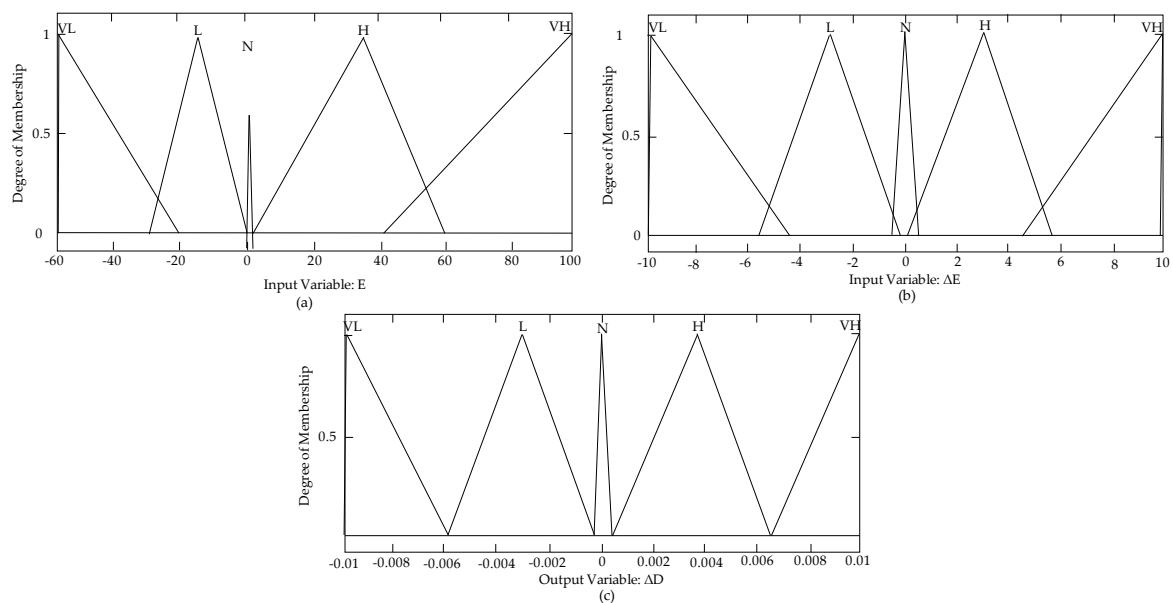 VL L N H VH
1
0.5
0
Degree of Membership
-60 -40 -20 0 20 40 60 80 100
Input Variable: E
(a)
VL L N H VH
1
0.5
0
Degree of Membership
-10 -8 -6 -4 -2 0 2 4 6 8 10
Input Variable: ΔE
(b)
VL L N H VH
0.5
Degree of Membership
-0.01 -0.008 -0.006 -0.004 -0.002 0 0.002 0.004 0.006 0.008 0.01
Output Variable: ΔD
(c)